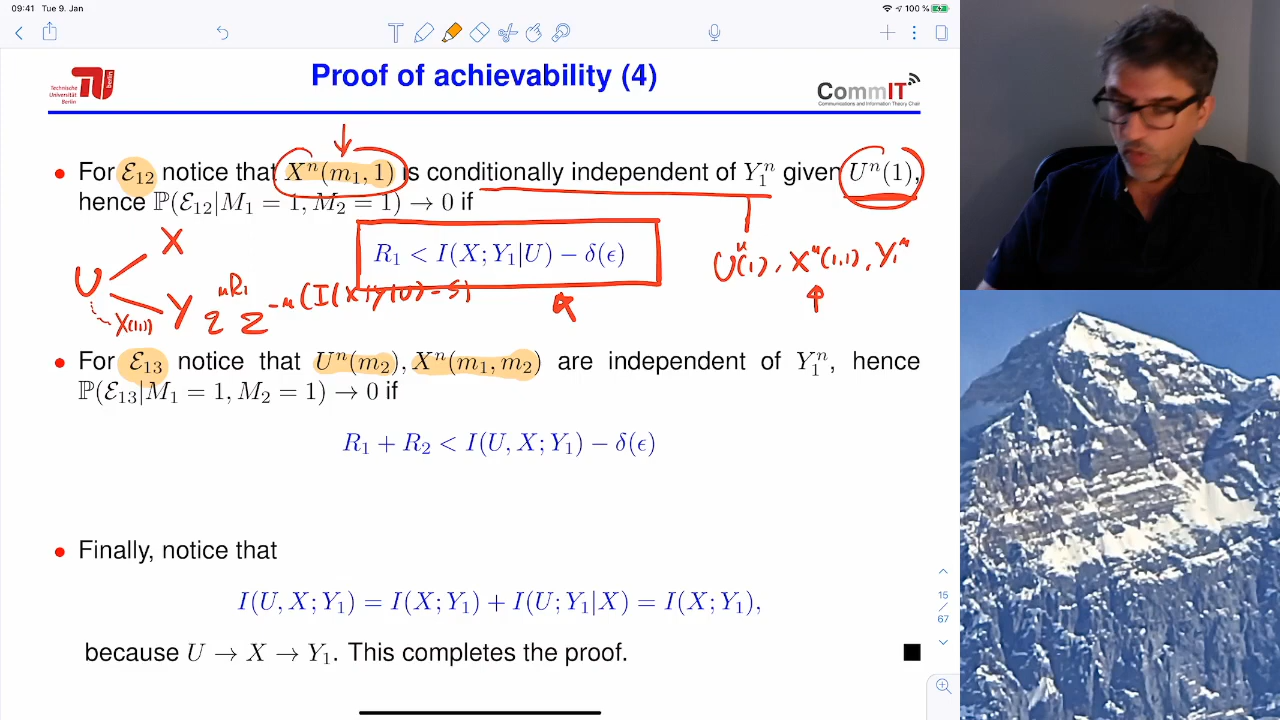 09:41 Tue 9. Jan
100 %
Proof of achievability (4)
Technische
Universität
Berlin
CommIT
Communications and Information Theory Chair
• For ℰ₁₂ notice that Xⁿ(m₁, 1) is conditionally independent of Y₁ⁿ given Uⁿ(1),
hence ℙ(ℰ₁₂|M₁ = 1, M₂ = 1) → 0 if
R₁ < I(X; Y₁|U) − δ(ϵ)
X
U
Y
X(1,1)
Uⁿ(1), Xⁿ(1,1), Y₁ⁿ
• For ℰ₁₃ notice that Uⁿ(m₂), Xⁿ(m₁, m₂) are independent of Y₁ⁿ, hence
ℙ(ℰ₁₃|M₁ = 1, M₂ = 1) → 0 if
R₁ + R₂ < I(U, X; Y₁) − δ(ϵ)
• Finally, notice that
I(U, X; Y₁) = I(X; Y₁) + I(U; Y₁|X) = I(X; Y₁),
because U → X → Y₁. This completes the proof. ■
15
/
67